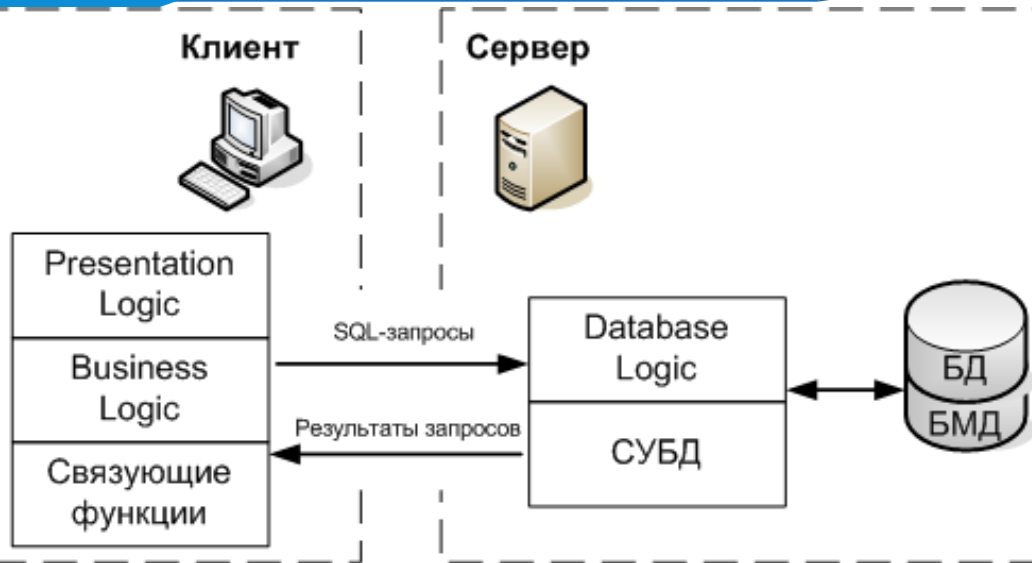 Клиент
Сервер
Presentation
Logic
Business
Logic
Связующие
функции
SQL-запросы
Результаты запросов
Database
Logic
СУБД
БД
БМД